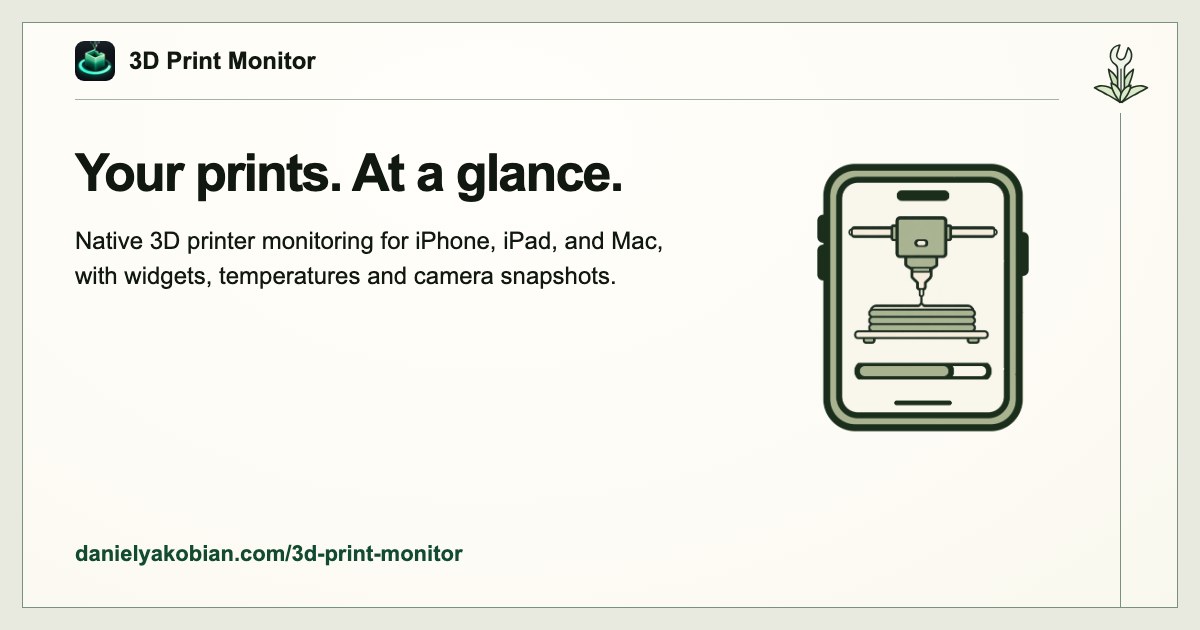 3D Print Monitor
Your prints. At a glance.
Native 3D printer monitoring for iPhone, iPad, and Mac,
with widgets, temperatures and camera snapshots.
danielyakobian.com/3d-print-monitor